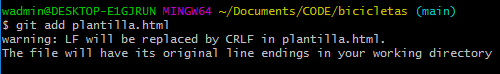 wadmin@DESKTOP-E1GJRUN MINGW64 ~/Documents/CODE/bicicletas (main)
$ git add plantilla.html
warning: LF will be replaced by CRLF in plantilla.html.
The file will have its original line endings in your working directory